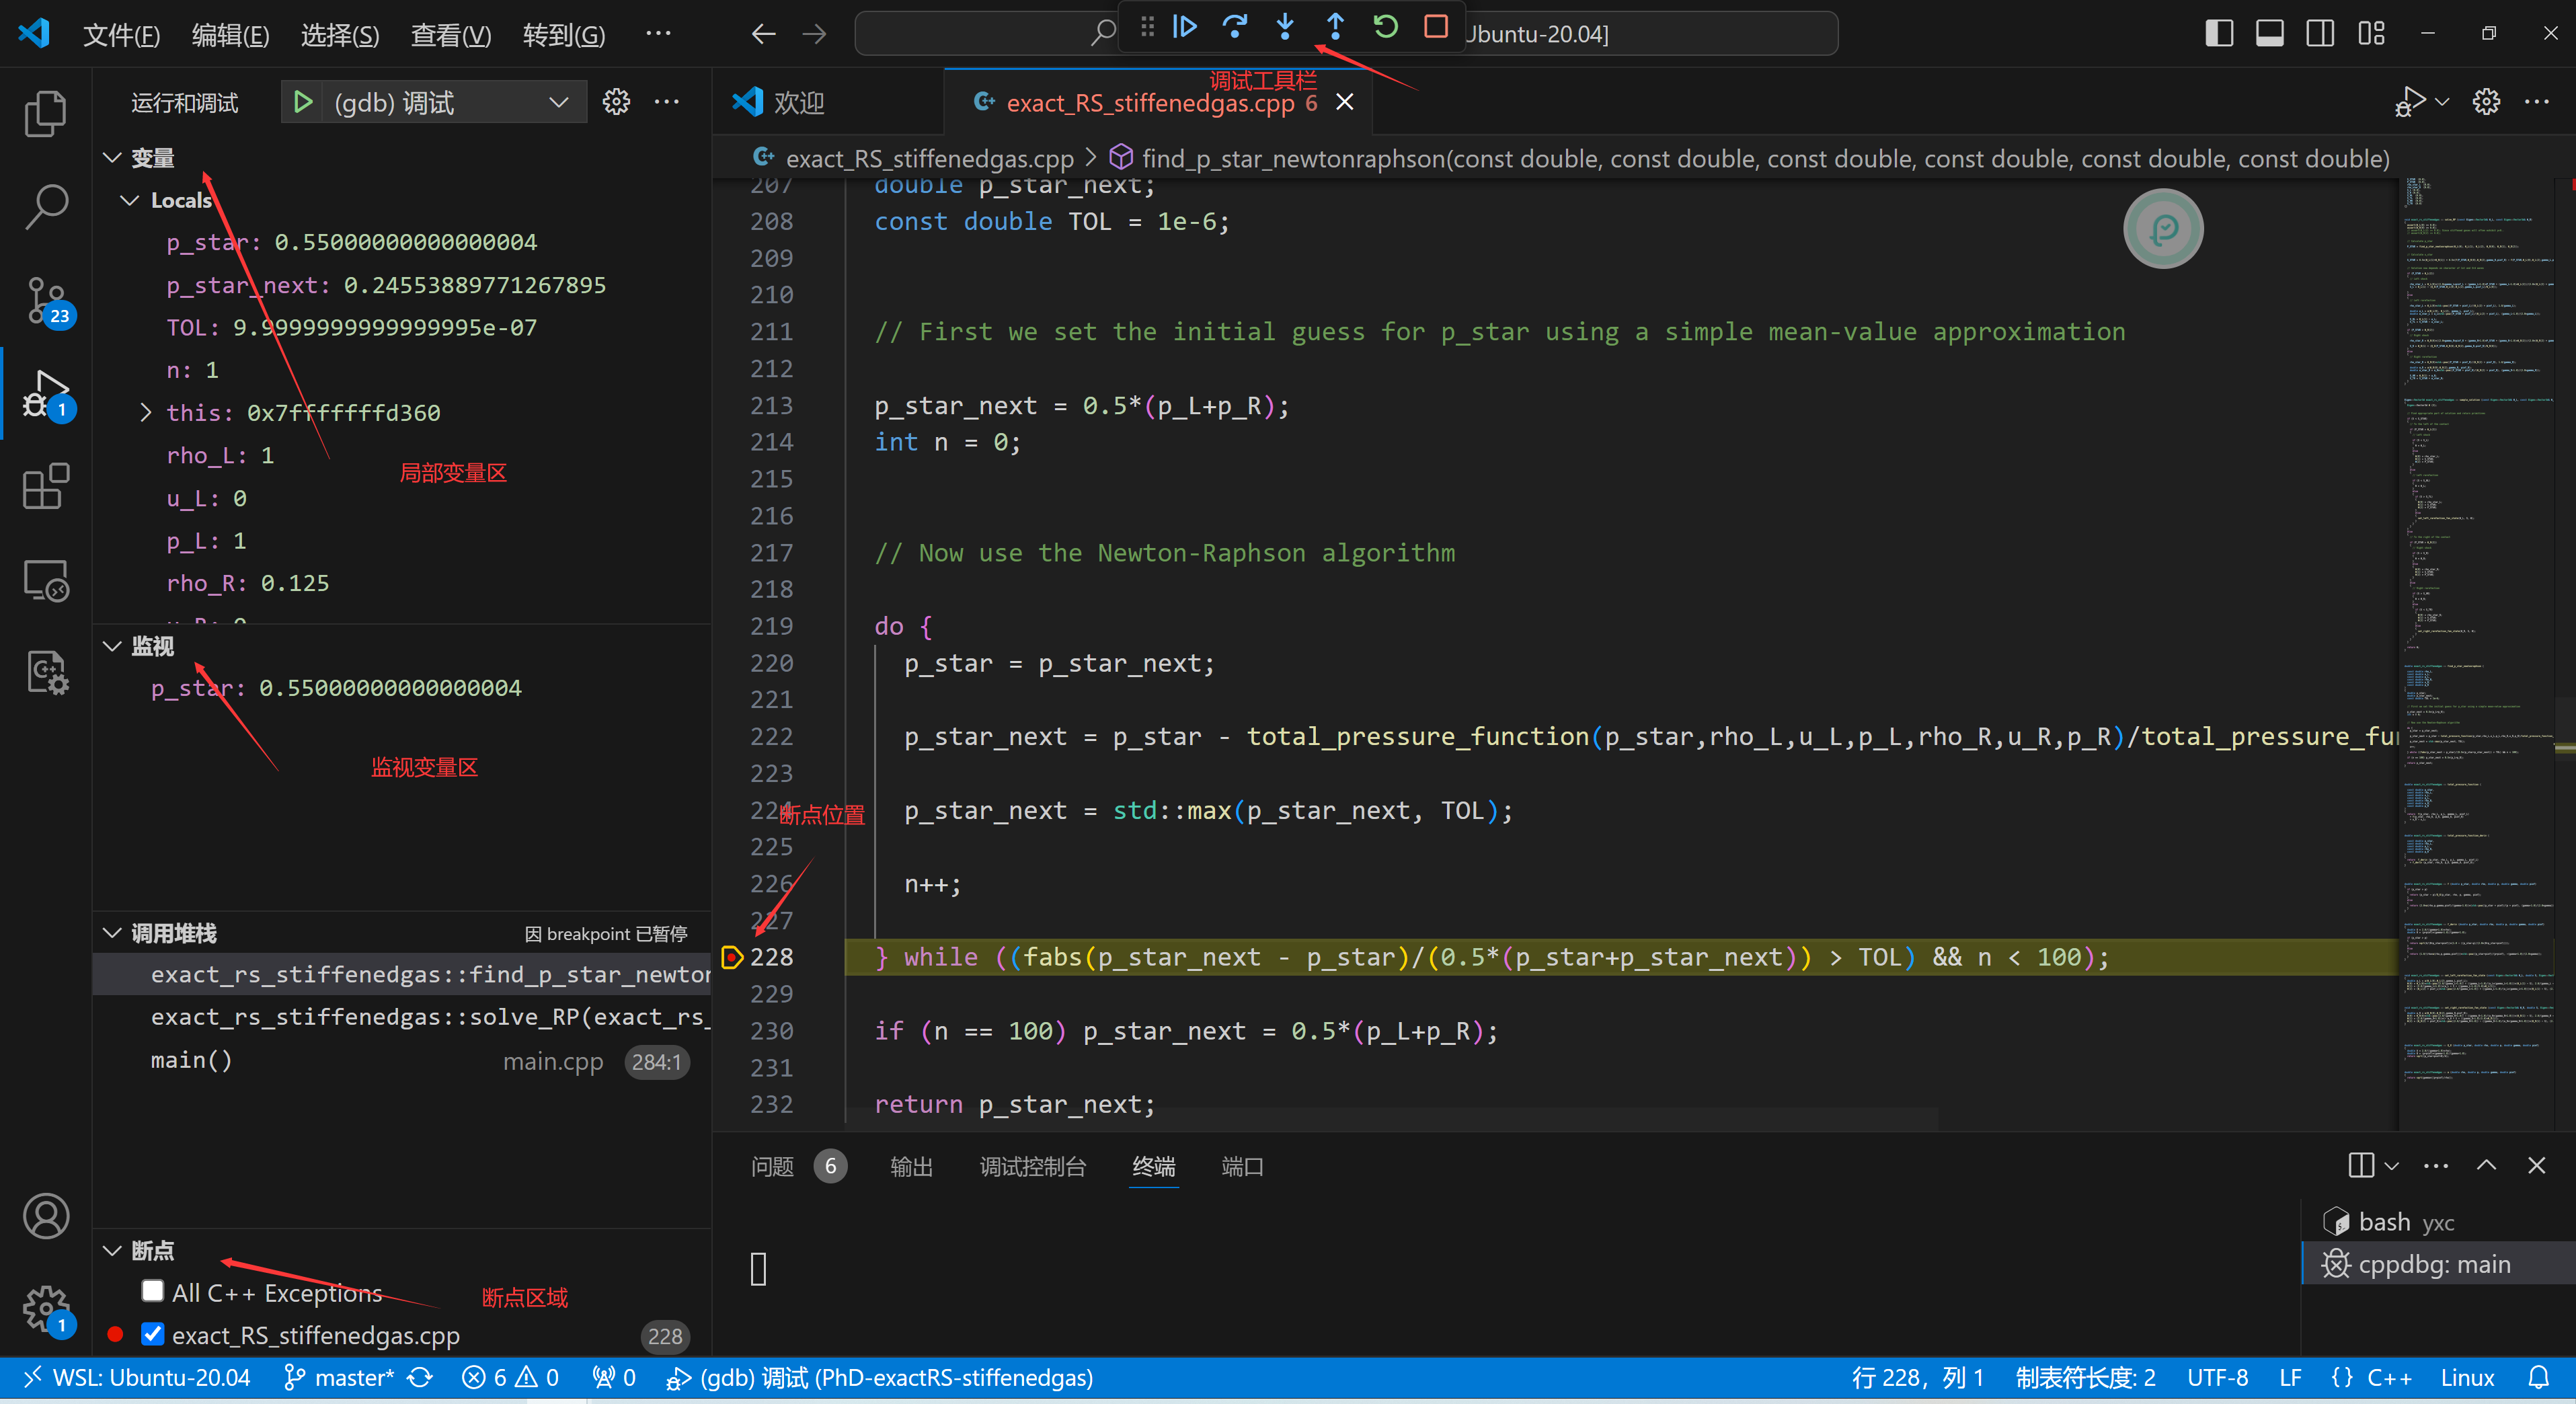 文件(F) 编辑(E) 选择(S) 查看(V) 转到(G) ···
Ubuntu-20.04]
调试工具栏
运行和调试 (gdb) 调试
欢迎 exact_RS_stiffenedgas.cpp 6
exact_RS_stiffenedgas.cpp > find_p_star_newtonraphson(const double, const double, const double, const double, const double, const double)
变量
Locals
p_star: 0.55000000000000004
p_star_next: 0.24553889771267895
TOL: 9.9999999999999995e-07
n: 1
this: 0x7fffffffd360
rho_L: 1
u_L: 0
p_L: 1
rho_R: 0.125
u_R: 0
局部变量区
监视
p_star: 0.55000000000000004
监视变量区
调用堆栈 因 breakpoint 已暂停
exact_rs_stiffenedgas::find_p_star_newton
exact_rs_stiffenedgas::solve_RP(exact_rs_
main() main.cpp 284:1
断点
All C++ Exceptions
断点区域
exact_RS_stiffenedgas.cpp 228
207 double p_star_next;
208 const double TOL = 1e-6;
209
210
211 // First we set the initial guess for p_star using a simple mean-value approximation
212
213 p_star_next = 0.5*(p_L+p_R);
214 int n = 0;
215
216
217 // Now use the Newton-Raphson algorithm
218
219 do {
220 p_star = p_star_next;
221
222 p_star_next = p_star - total_pressure_function(p_star,rho_L,u_L,p_L,rho_R,u_R,p_R)/total_pressure_fu
223
224 p_star_next = std::max(p_star_next, TOL);
断点位置
225
226 n++;
227
228 } while ((fabs(p_star_next - p_star)/(0.5*(p_star+p_star_next)) > TOL) && n < 100);
229
230 if (n == 100) p_star_next = 0.5*(p_L+p_R);
231
232 return p_star_next;
问题 6 输出 调试控制台 终端 端口
bash yxc
cppdbg: main
23
1
1
WSL: Ubuntu-20.04 master* 6 0 0 (gdb) 调试 (PhD-exactRS-stiffenedgas) 行 228，列 1 制表符长度: 2 UTF-8 LF {} C++ Linux